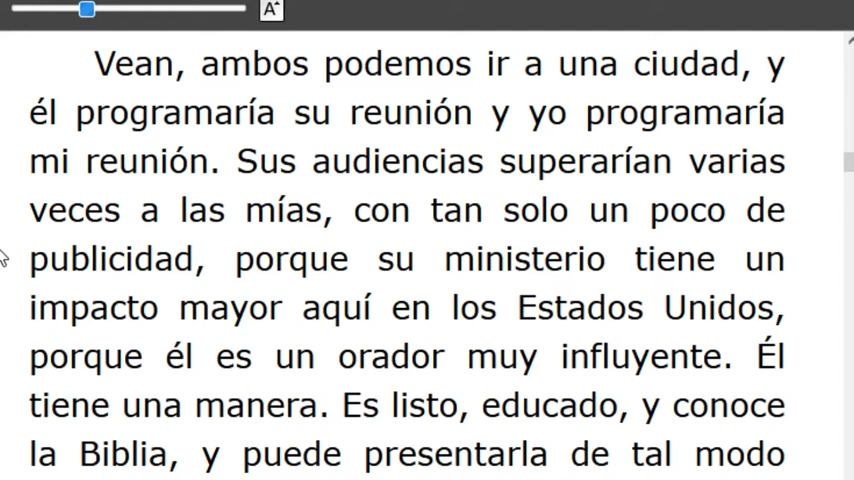 A
Vean, ambos podemos ir a una ciudad, y
él programaría su reunión y yo programaría
mi reunión. Sus audiencias superarían varias
veces a las mías, con tan solo un poco de
publicidad, porque su ministerio tiene un
impacto mayor aquí en los Estados Unidos,
porque él es un orador muy influyente. Él
tiene una manera. Es listo, educado, y conoce
la Biblia, y puede presentarla de tal modo